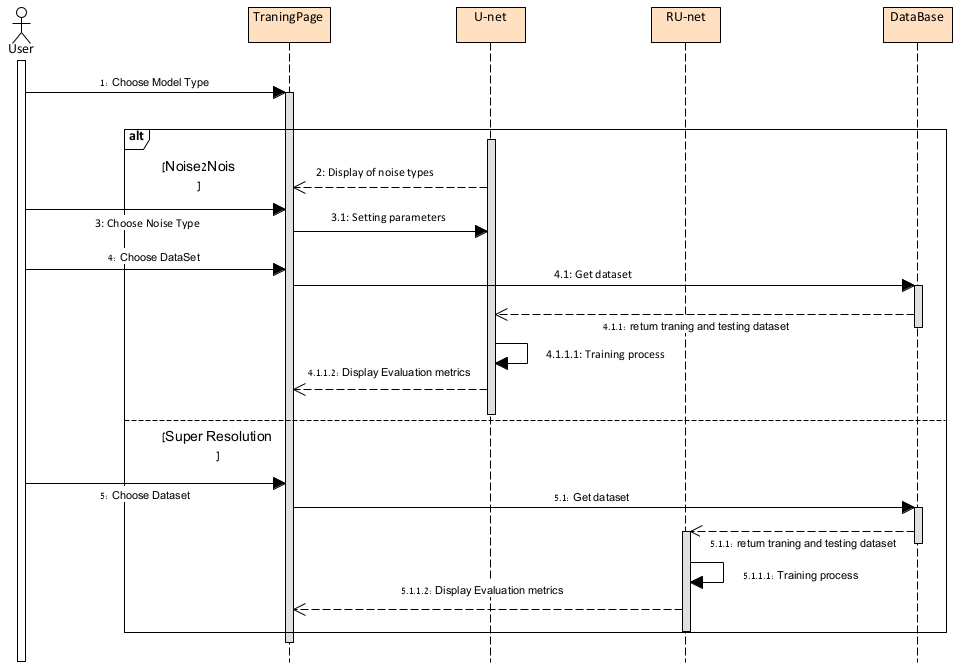 TraningPage
U-net
RU-net
DataBase
User
1: Choose Model Type
alt
[Noise2Nois
]
2: Display of noise types
3: Choose Noise Type
3.1: Setting parameters
4: Choose DataSet
4.1: Get dataset
4.1.1: return traning and testing dataset
4.1.1.1: Training process
4.1.1.2: Display Evaluation metrics
[Super Resolution
]
5: Choose Dataset
5.1: Get dataset
5.1.1: return traning and testing dataset
5.1.1.1: Training process
5.1.1.2: Display Evaluation metrics